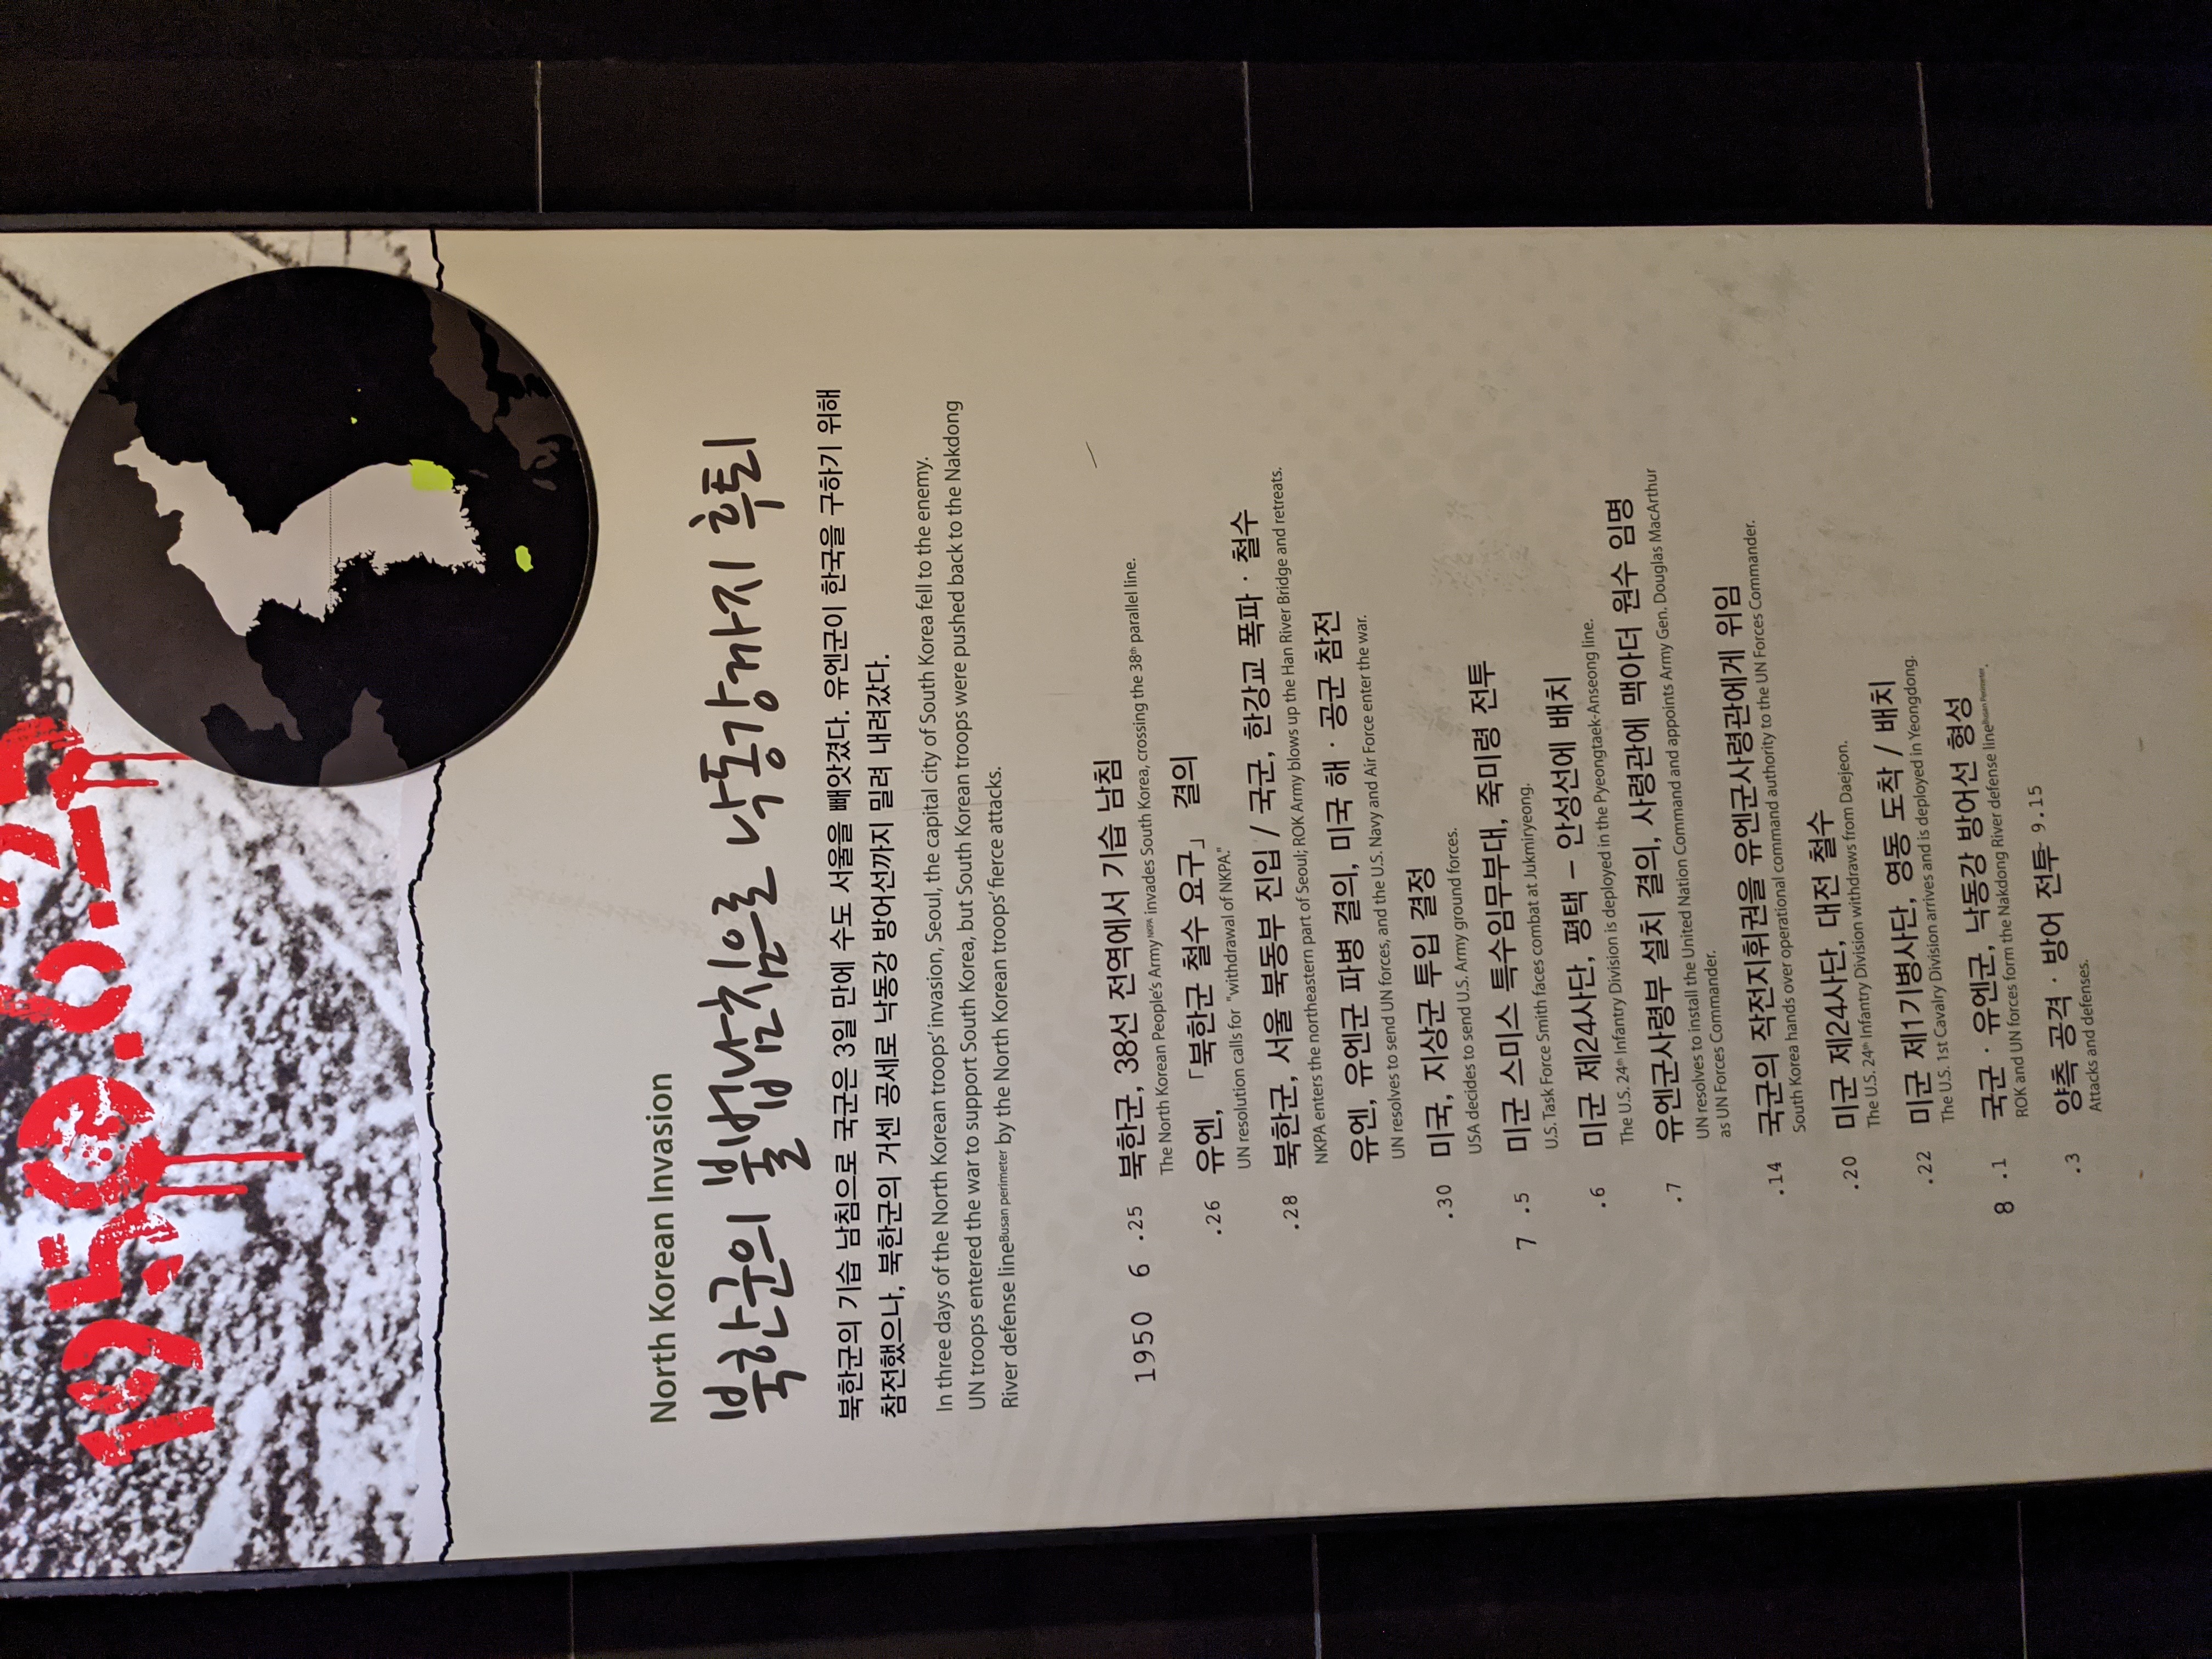 1950.6.25
North Korean Invasion
북한군의 불법남침으로 낙동강까지 후퇴
북한군의 기습 남침으로 국군은 3일 만에 수도 서울을 빼앗겼다. 유엔군이 한국을 구하기 위해
참전했으나, 북한군의 거센 공세로 낙동강 방어선까지 밀려 내려갔다.
In three days of the North Korean troops' invasion, Seoul, the capital city of South Korea fell to the enemy.
UN troops entered the war to support South Korea, but South Korean troops were pushed back to the Nakdong
River defense line Busan perimeter by the North Korean troops' fierce attacks.
1950 6 .25 북한군, 38선 전역에서 기습 남침
The North Korean People's Army NKPA invades South Korea, crossing the 38th parallel line.
.26 유엔, 「북한군 철수 요구」 결의
UN resolution calls for "withdrawal of NKPA."
.28 북한군, 서울 북동부 진입 / 국군, 한강교 폭파 · 철수
NKPA enters the northeastern part of Seoul; ROK Army blows up the Han River Bridge and retreats.
유엔, 유엔군 파병 결의, 미국 해 · 공군 참전
UN resolves to send UN forces, and the U.S. Navy and Air Force enter the war.
.30 미국, 지상군 투입 결정
USA decides to send U.S. Army ground forces.
7 .5 미군 스미스 특수임무부대, 죽미령 전투
U.S. Task Force Smith faces combat at Jukmiryeong.
.6 미군 제24사단, 평택 – 안성선에 배치
The U.S. 24th Infantry Division is deployed in the Pyeongtaek-Anseong line.
.7 유엔군사령부 설치 결의, 사령관에 맥아더 원수 임명
UN resolves to install the United Nation Command and appoints Army Gen. Douglas MacArthur
as UN Forces Commander.
.14 국군의 작전지휘권을 유엔군사령관에게 위임
South Korea hands over operational command authority to the UN Forces Commander.
.20 미군 제24사단, 대전 철수
The U.S. 24th Infantry Division withdraws from Daejeon.
.22 미군 제1기병사단, 영동 도착 / 배치
The U.S. 1st Cavalry Division arrives and is deployed in Yeongdong.
8 .1 국군 · 유엔군, 낙동강 방어선 형성
ROK and UN forces form the Nakdong River defense line Busan Perimeter.
.3 양측 공격 · 방어 전투~ 9.15
Attacks and defenses.